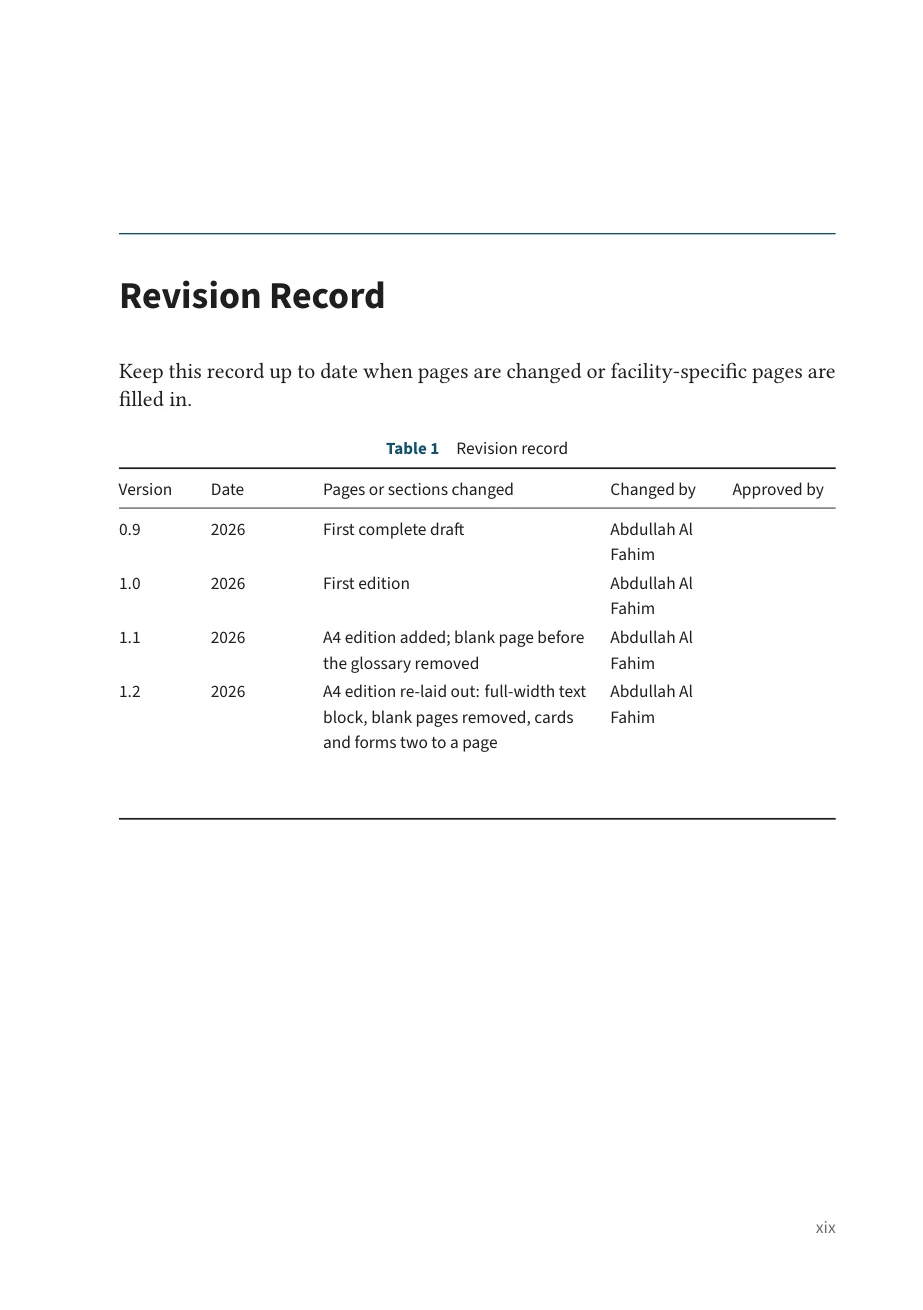 Revision Record
Keep this record up to date when pages are changed or facility-specific pages are
filled in.
Table 1 Revision record
Version Date Pages or sections changed Changed by Approved by
0.9 2026 First complete draft Abdullah Al
Fahim
1.0 2026 First edition Abdullah Al
Fahim
1.1 2026 A4 edition added; blank page before Abdullah Al
the glossary removed Fahim
1.2 2026 A4 edition re-laid out: full-width text Abdullah Al
block, blank pages removed, cards Fahim
and forms two to a page
xix